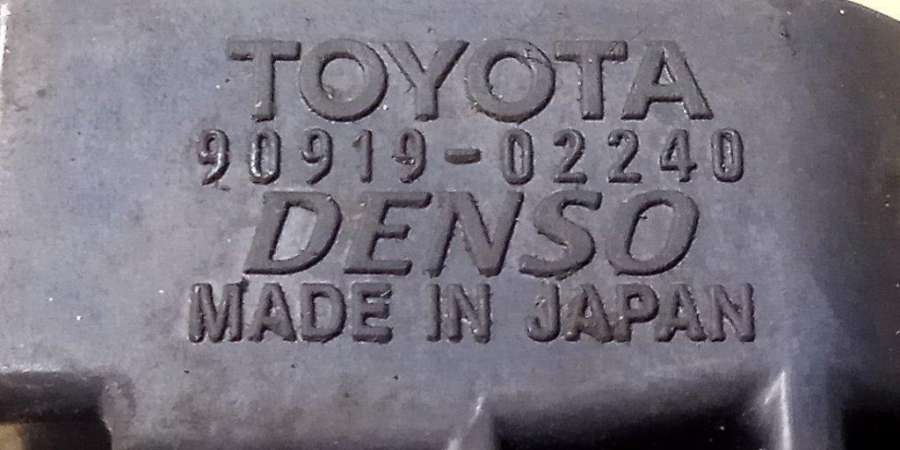 TOYOTA
90919-02240
DENSO
MADE IN JAPAN